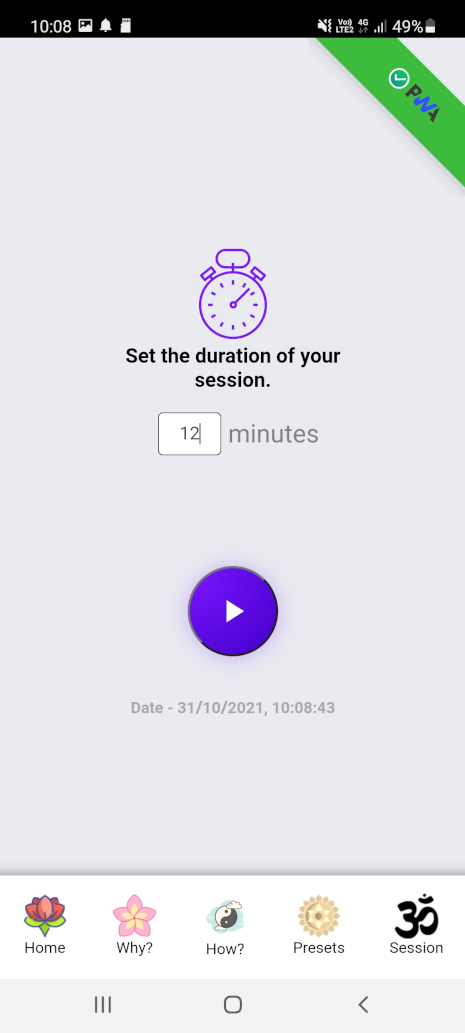 10:08
Vo)) 4G
LTE2
49%
PWA
Set the duration of your
session.
12 minutes
Date - 31/10/2021, 10:08:43
Home Why? How? Presets Session